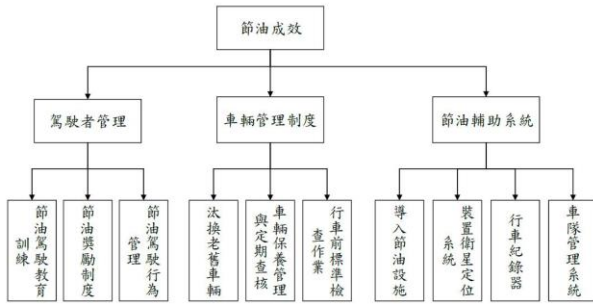 節油成效
駕駛者管理
車輛管理制度
節油輔助系統
節油駕駛教育
訓練
節油獎勵制度
節油駕駛行為
管理
汰換老舊車輛
車輛保養管理
與定期查核
行車前標準檢
查作業
導入節油設施
裝置衛星定位
系統
行車紀錄器
車隊管理系統